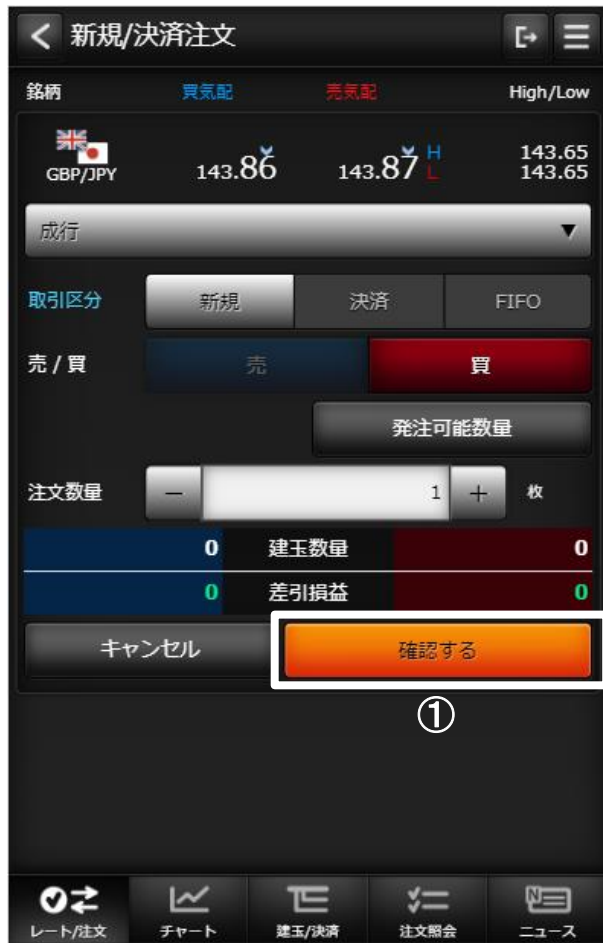 新規/決済注文
銘柄 買気配 売気配 High/Low
GBP/JPY 143.86 143.87 H 143.65
L 143.65
成行 ▼
取引区分 新規 決済 FIFO
売 / 買 売 買
発注可能数量
注文数量 － 1 ＋ 枚
0 建玉数量 0
0 差引損益 0
キャンセル 確認する
①
レート/注文 チャート 建玉/決済 注文照会 ニュース